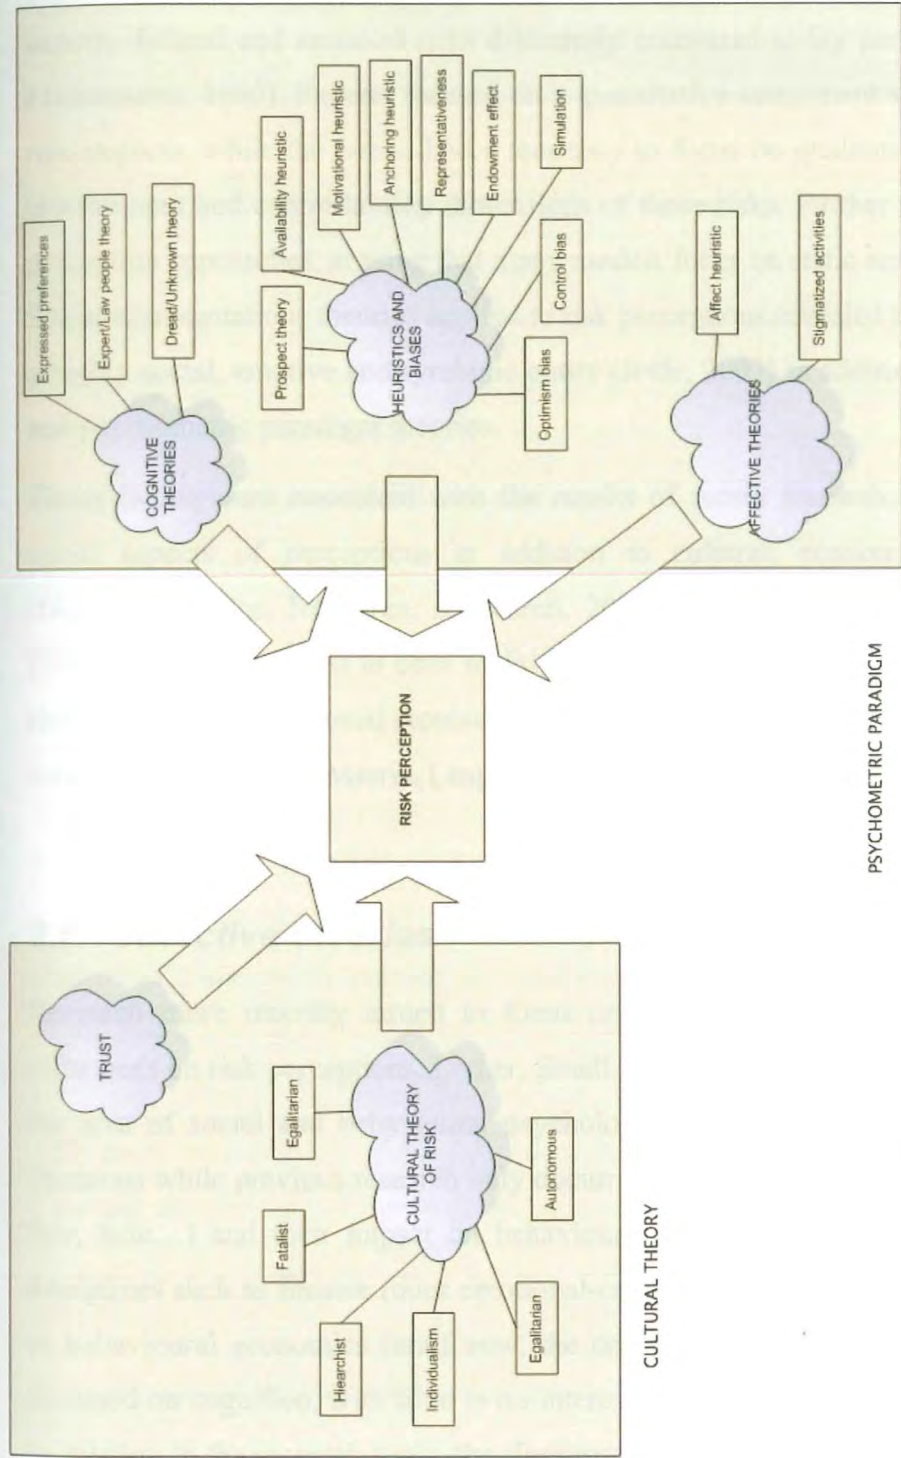 TRUST
Hiearchist
Fatalist
Egalitarian
Individualism
CULTURAL THEORY
OF RISK
Egalitarian
Autonomous
CULTURAL THEORY
RISK PERCEPTION
COGNITIVE
THEORIES
Expressed preferences
Expert/Law people theory
Dread/Unknown theory
Prospect theory
Availability heuristic
Motivational heuristic
Anchoring heuristic
Representativeness
Endowment effect
Simulation
HEURISTICS AND
BIASES
Control bias
Optimism bias
AFFECTIVE THEORIES
Affect heuristic
Stigmatized activities
PSYCHOMETRIC PARADIGM